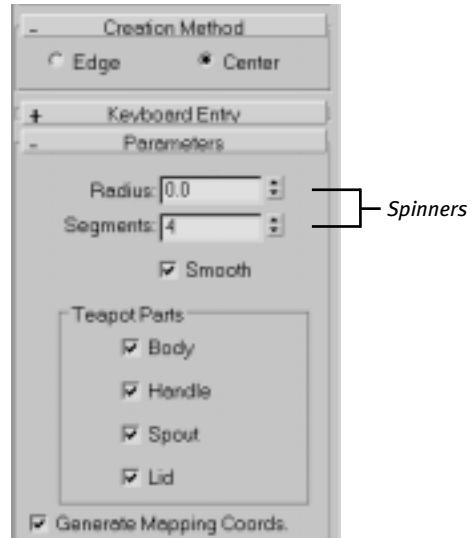 - Creation Method
Edge Center
+ Keyboard Entry
- Parameters
Radius: 0.0
Segments: 4
Spinners
Smooth
Teapot Parts
Body
Handle
Spout
Lid
Generate Mapping Coords.